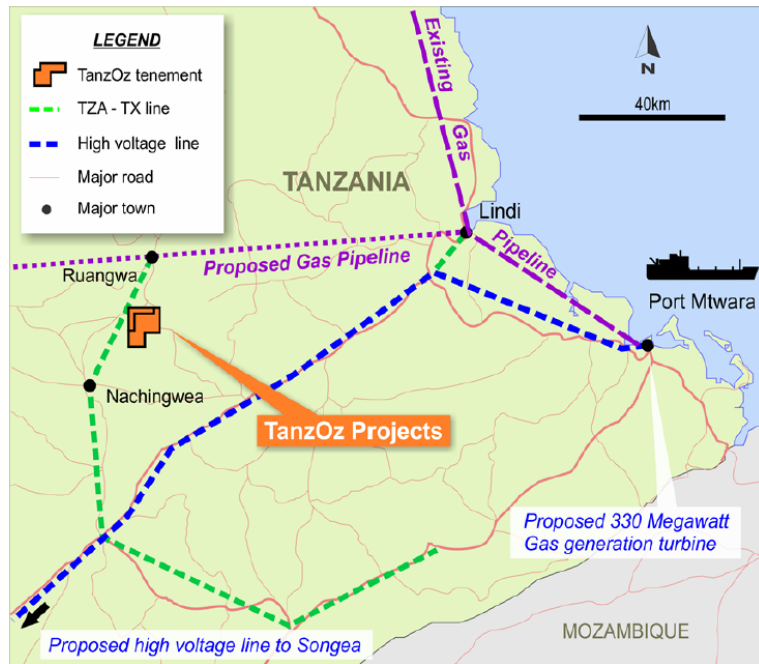 LEGEND
TanzOz tenement
TZA - TX line
High voltage line
Major road
Major town
Existing
Gas
Pipeline
N
40km
TANZANIA
Lindi
Ruangwa
Proposed Gas Pipeline
Port Mtwara
Nachingwea
TanzOz Projects
Proposed 330 Megawatt
Gas generation turbine
Proposed high voltage line to Songea
MOZAMBIQUE